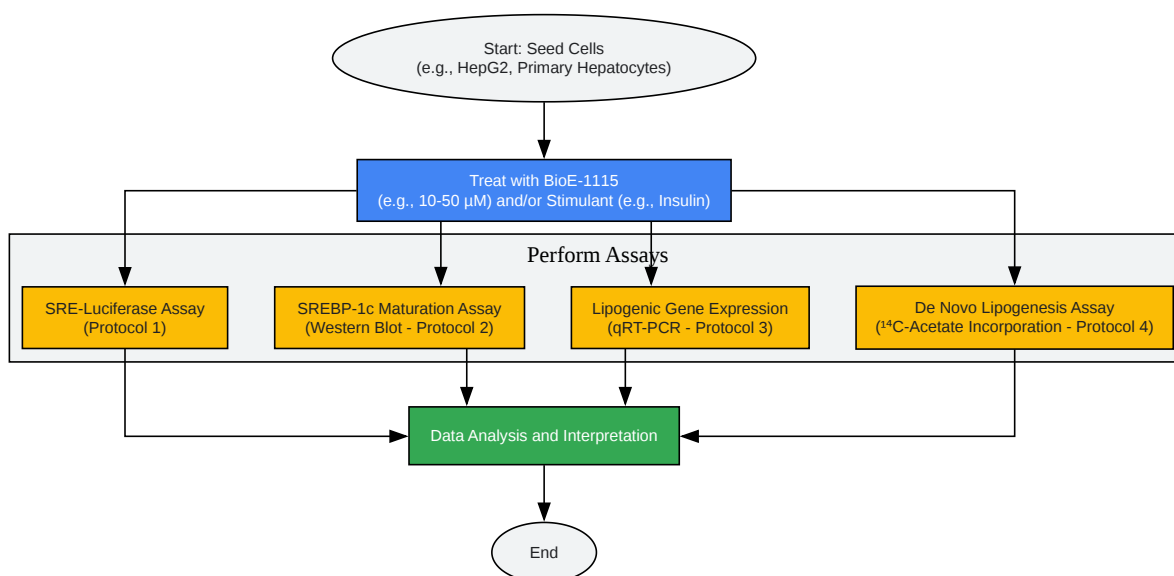 Start: Seed Cells
(e.g., HepG2, Primary Hepatocytes)
Treat with BioE-1115
(e.g., 10-50 µM) and/or Stimulant (e.g., Insulin)
Perform Assays
SRE-Luciferase Assay
(Protocol 1)
SREBP-1c Maturation Assay
(Western Blot - Protocol 2)
Lipogenic Gene Expression
(qRT-PCR - Protocol 3)
De Novo Lipogenesis Assay
(¹⁴C-Acetate Incorporation - Protocol 4)
Data Analysis and Interpretation
End